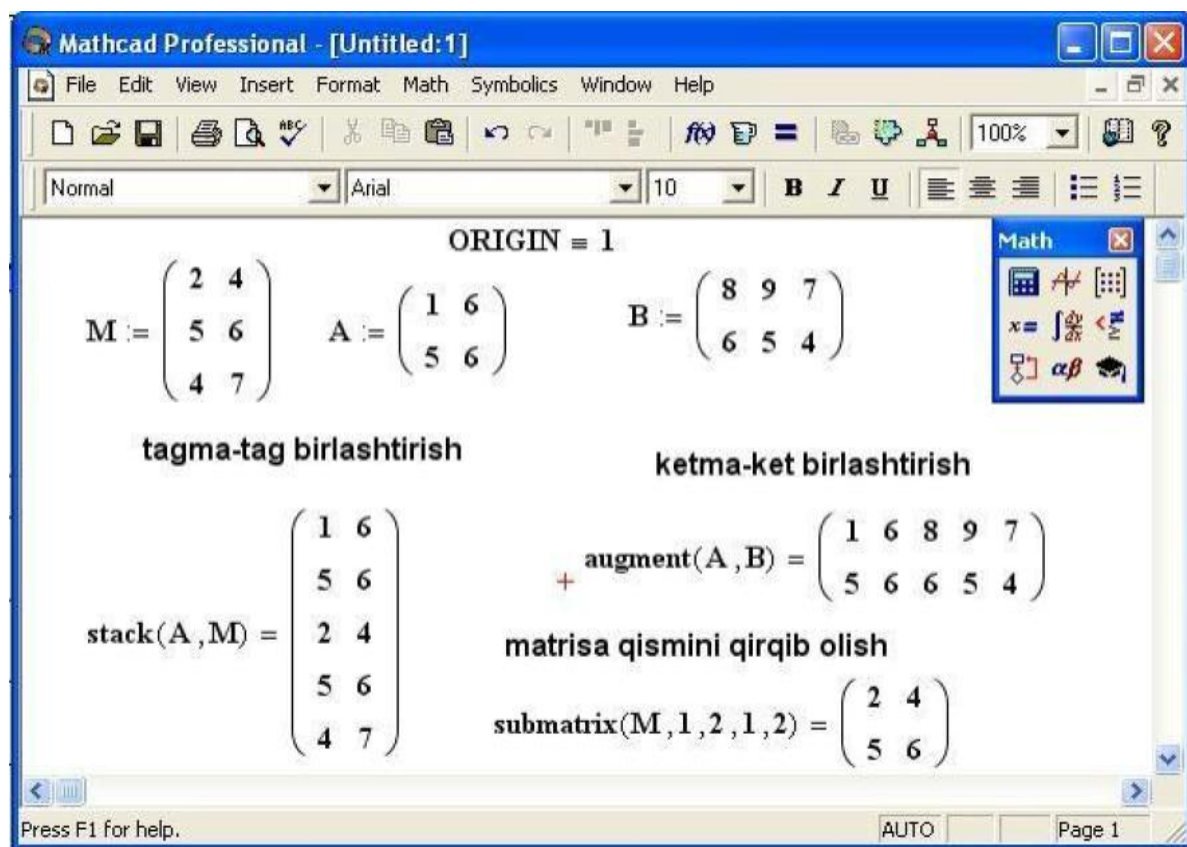 Mathcad Professional - [Untitled:1]
File Edit View Insert Format Math Symbolics Window Help
100%
Normal Arial 10 B I U
ORIGIN ≡ 1
Math
M := ( 2 4
5 6
4 7 )
A := ( 1 6
5 6 )
B := ( 8 9 7
6 5 4 )
tagma-tag birlashtirish
ketma-ket birlashtirish
stack(A ,M) = ( 1 6
5 6
2 4
5 6
4 7 )
augment(A ,B) = ( 1 6 8 9 7
5 6 6 5 4 )
matrisa qismini qirqib olish
submatrix(M ,1 ,2 ,1 ,2) = ( 2 4
5 6 )
Press F1 for help. AUTO Page 1